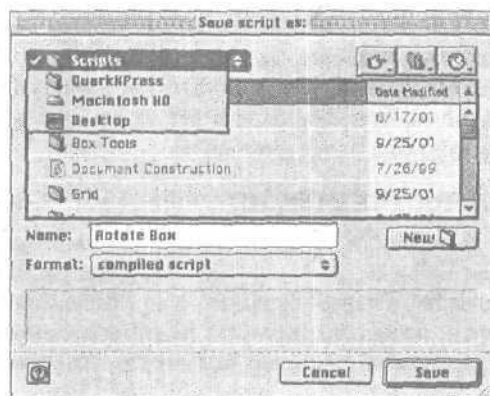 Save script as:
Scripts
QuarkXPress
Macintosh HD
Desktop
Date Modified
6/17/01
Box Tools 9/25/01
Document Construction 7/26/99
Grid 9/25/01
Name: Rotate Box
New
Format: compiled script
Cancel Save